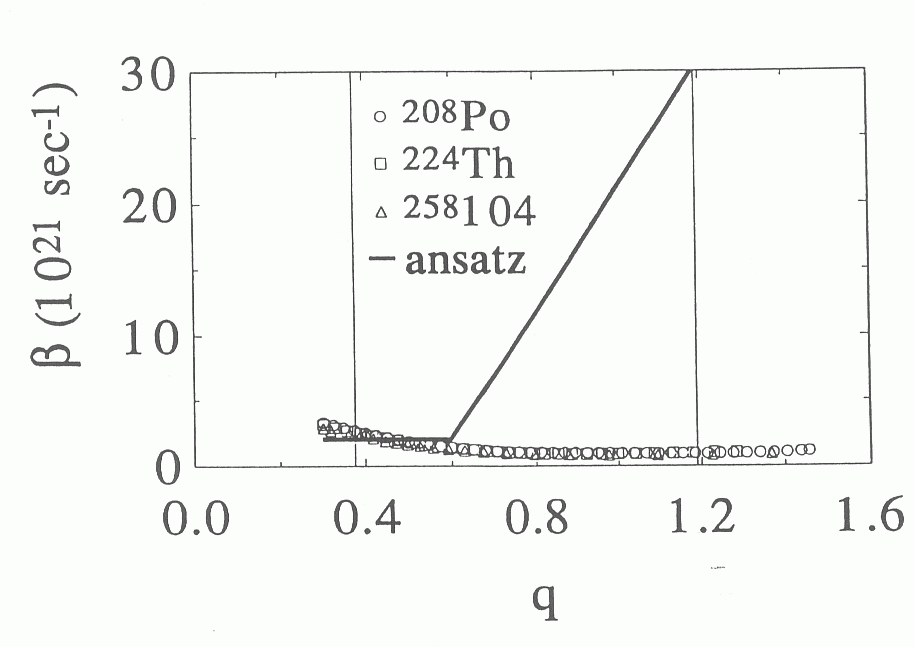 30
20
10
0
β (10²¹ sec⁻¹)
○ ²⁰⁸Po
□ ²²⁴Th
△ ²⁵⁸104
— ansatz
0.0 0.4 0.8 1.2 1.6
q